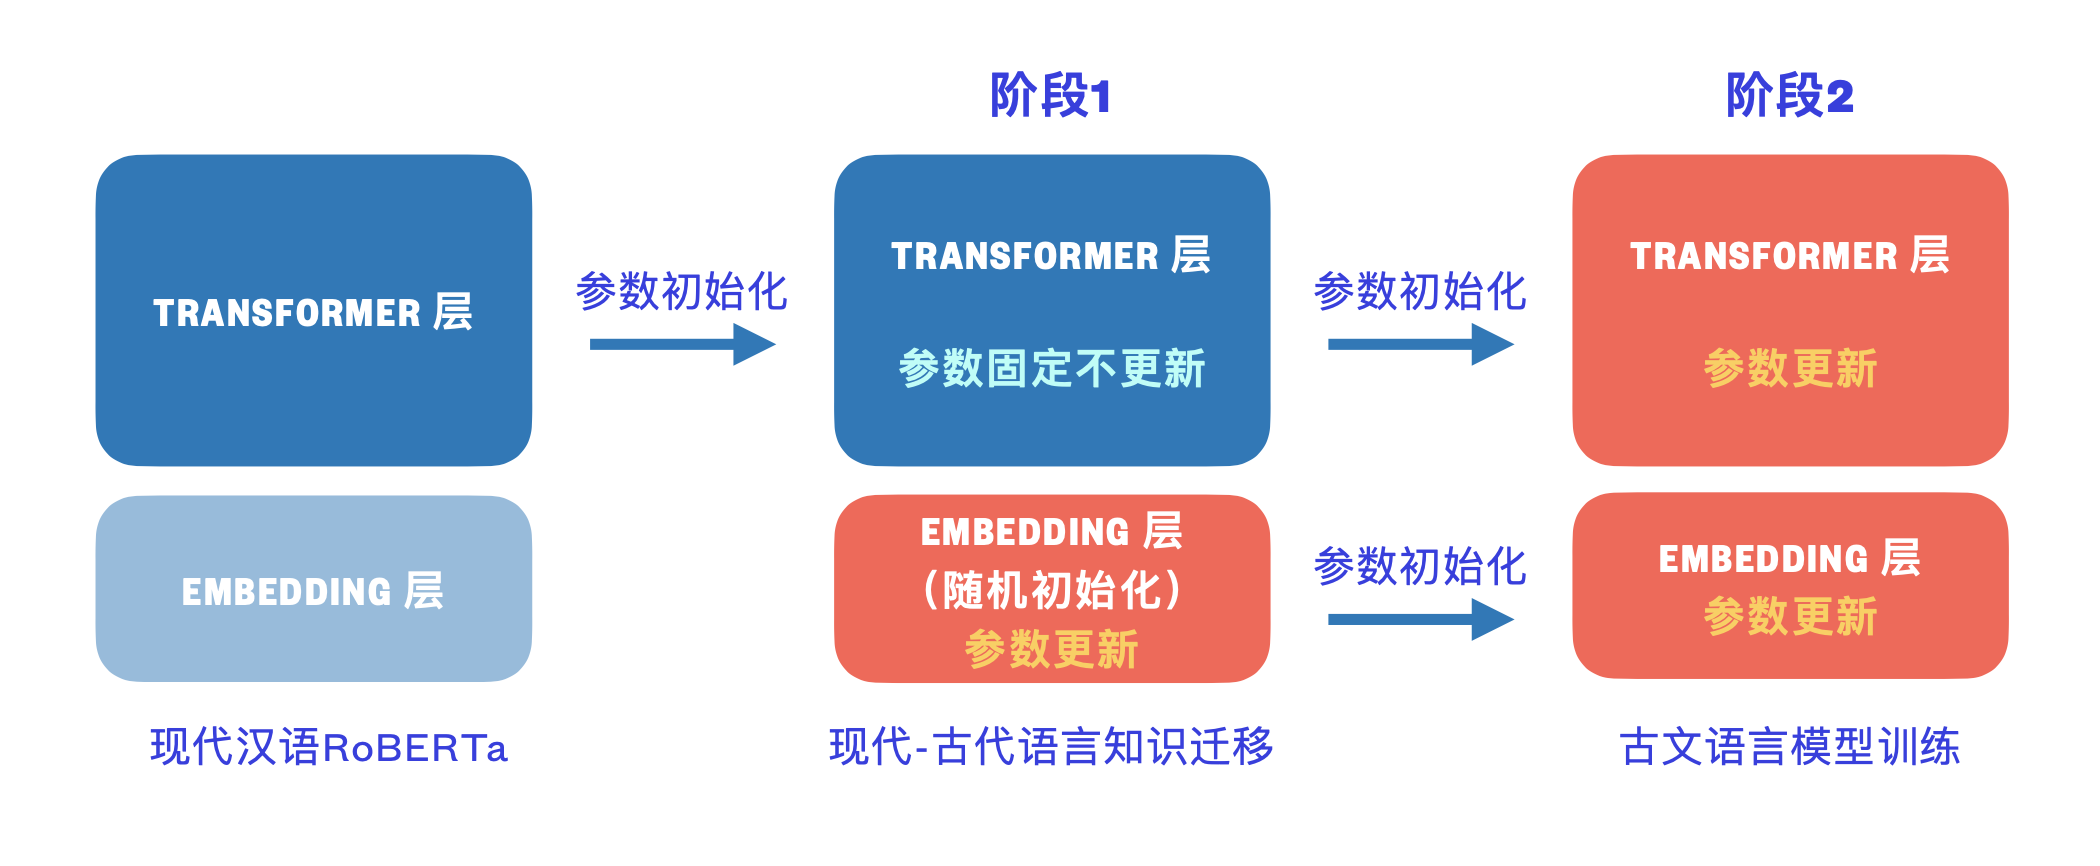 阶段1
阶段2
TRANSFORMER 层
参数初始化
TRANSFORMER 层
参数固定不更新
参数初始化
TRANSFORMER 层
参数更新
EMBEDDING 层
EMBEDDING 层
（随机初始化）
参数更新
参数初始化
EMBEDDING 层
参数更新
现代汉语RoBERTa
现代-古代语言知识迁移
古文语言模型训练